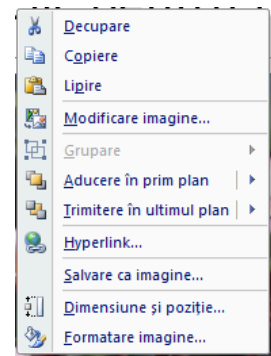 Decupare
Copiere
Lipire
Modificare imagine...
Grupare
Aducere în prim plan
Trimitere în ultimul plan
Hyperlink...
Salvare ca imagine...
Dimensiune și poziție...
Formatare imagine...